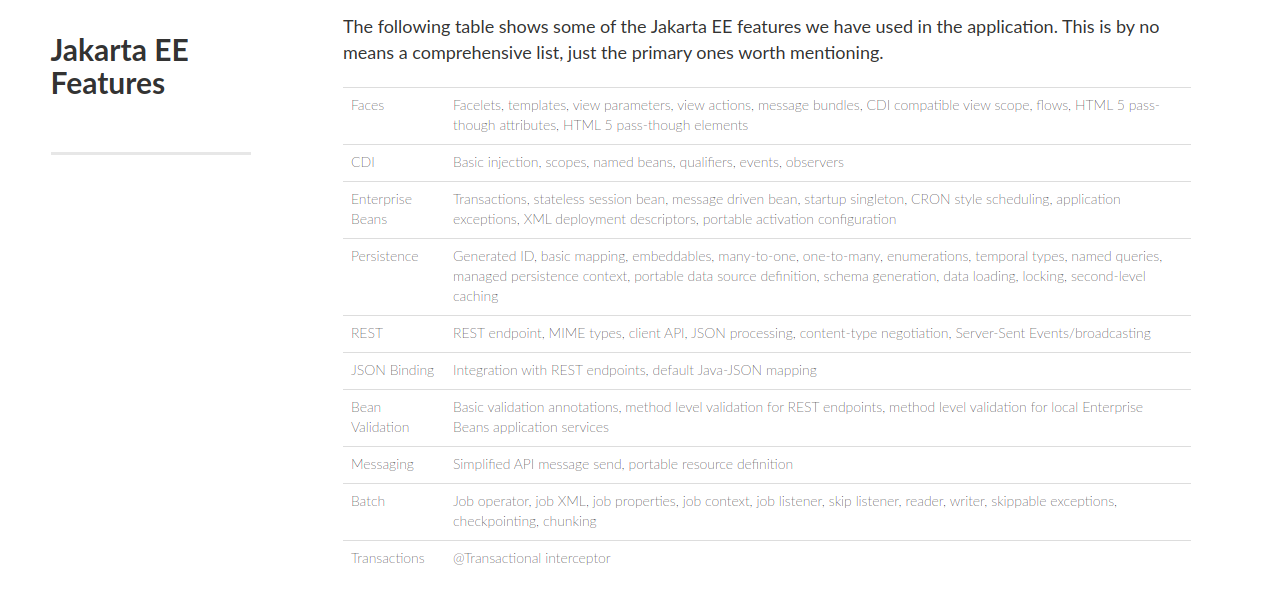 Jakarta EE
Features
The following table shows some of the Jakarta EE features we have used in the application. This is by no
means a comprehensive list, just the primary ones worth mentioning.
Faces
Facelets, templates, view parameters, view actions, message bundles, CDI compatible view scope, flows, HTML 5 pass-
though attributes, HTML 5 pass-though elements
CDI
Basic injection, scopes, named beans, qualifiers, events, observers
Enterprise
Beans
Transactions, stateless session bean, message driven bean, startup singleton, CRON style scheduling, application
exceptions, XML deployment descriptors, portable activation configuration
Persistence
Generated ID, basic mapping, embeddables, many-to-one, one-to-many, enumerations, temporal types, named queries,
managed persistence context, portable data source definition, schema generation, data loading, locking, second-level
caching
REST
REST endpoint, MIME types, client API, JSON processing, content-type negotiation, Server-Sent Events/broadcasting
JSON Binding
Integration with REST endpoints, default Java-JSON mapping
Bean
Validation
Basic validation annotations, method level validation for REST endpoints, method level validation for local Enterprise
Beans application services
Messaging
Simplified API message send, portable resource definition
Batch
Job operator, job XML, job properties, job context, job listener, skip listener, reader, writer, skippable exceptions,
checkpointing, chunking
Transactions
@Transactional interceptor